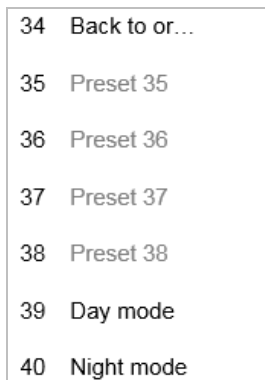 34 Back to or...
35 Preset 35
36 Preset 36
37 Preset 37
38 Preset 38
39 Day mode
40 Night mode